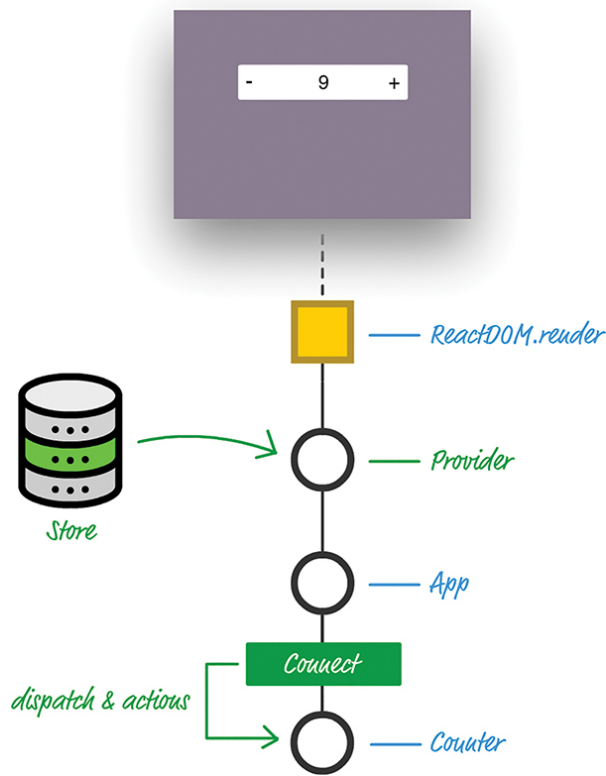 - 9 +
ReactDOM.render
Provider
Store
App
Connect
dispatch & actions
Counter